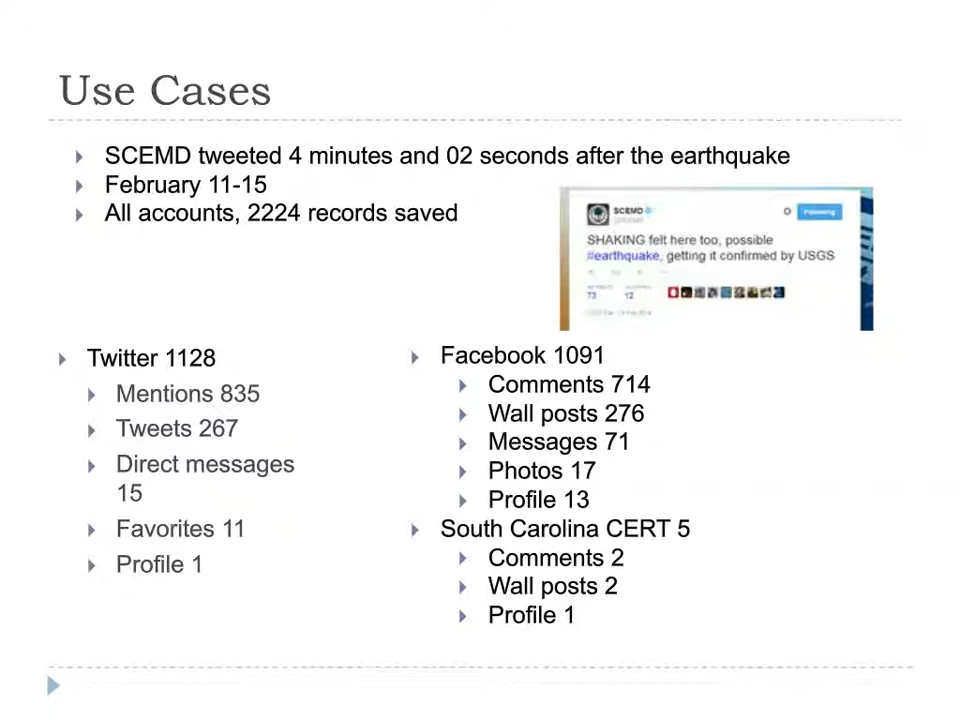 Use Cases
SCEMD tweeted 4 minutes and 02 seconds after the earthquake
February 11-15
All accounts, 2224 records saved
SCEMD
Following
SHAKING felt here too, possible
#earthquake, getting it confirmed by USGS
73 12
Twitter 1128
Mentions 835
Tweets 267
Direct messages
15
Favorites 11
Profile 1
Facebook 1091
Comments 714
Wall posts 276
Messages 71
Photos 17
Profile 13
South Carolina CERT 5
Comments 2
Wall posts 2
Profile 1